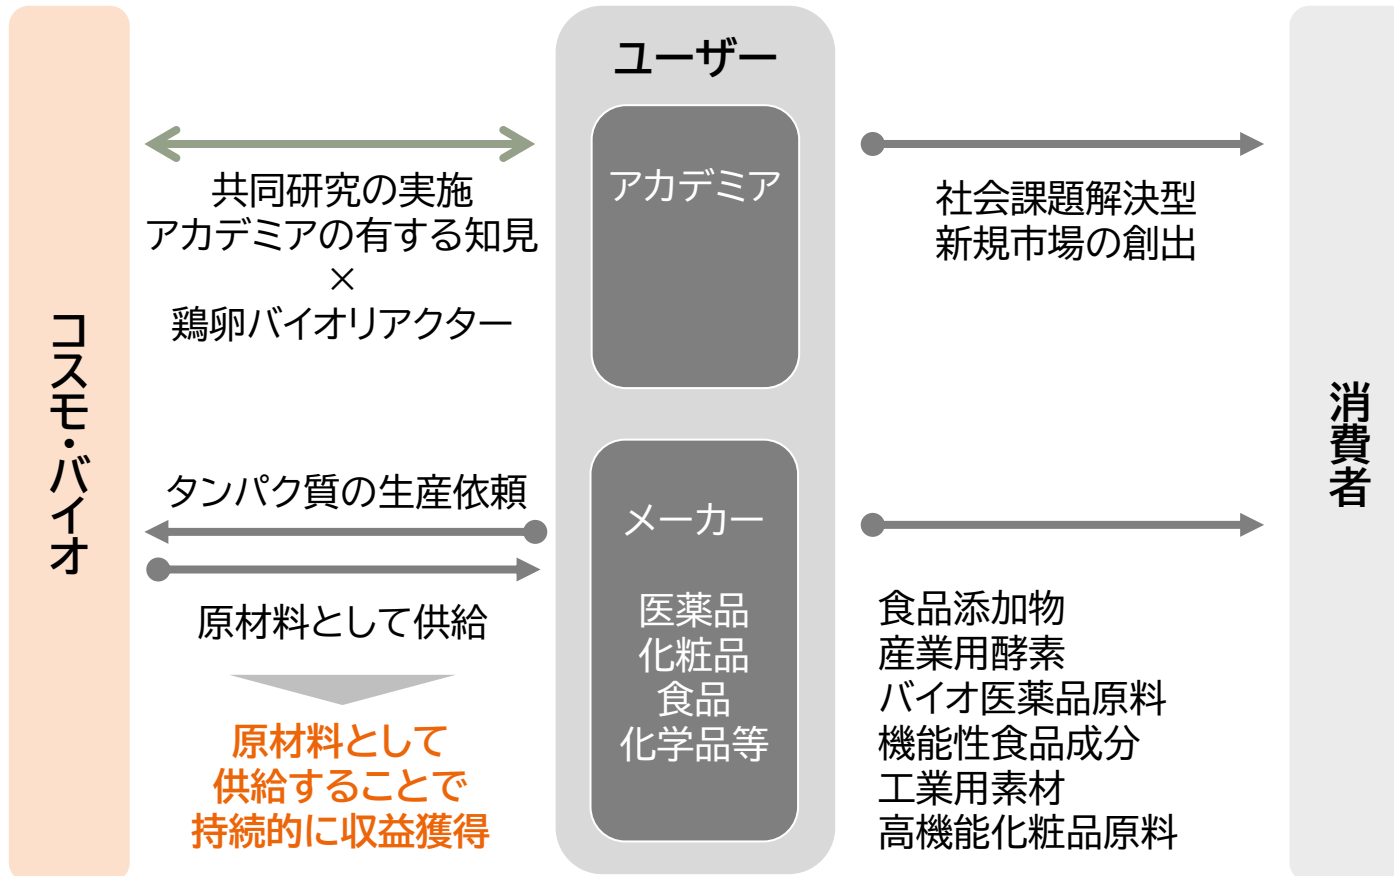 コスモ・バイオ
共同研究の実施
アカデミアの有する知見
×
鶏卵バイオリアクター
タンパク質の生産依頼
原材料として供給
原材料として
供給することで
持続的に収益獲得
ユーザー
アカデミア
メーカー
医薬品
化粧品
食品
化学品等
社会課題解決型
新規市場の創出
食品添加物
産業用酵素
バイオ医薬品原料
機能性食品成分
工業用素材
高機能化粧品原料
消費者